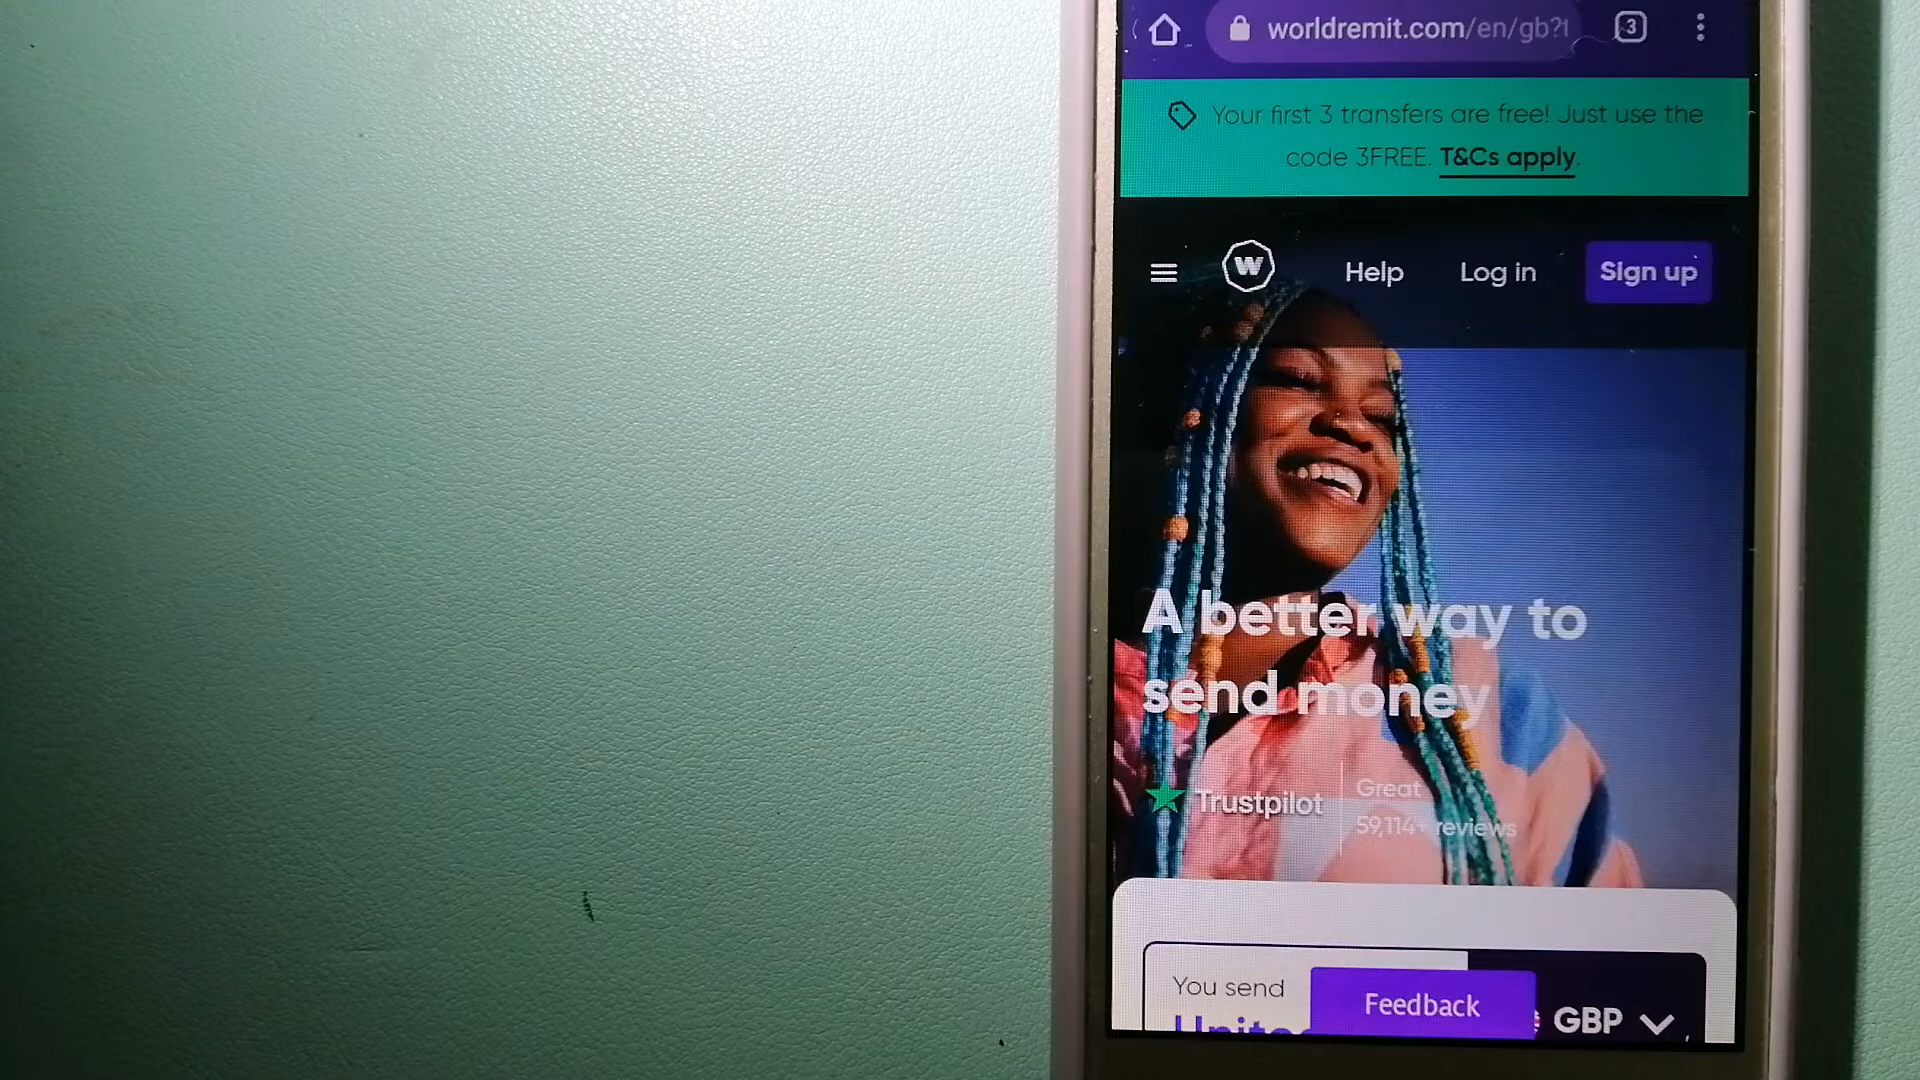 worldremit.com/en/gb?
3
Your first 3 transfers are free! Just use the
code 3FREE. T&Cs apply.
W
Help
Log in
Sign up
A better way to
send money
Trustpilot
Great
59,114+ reviews
You send
Feedback
GBP